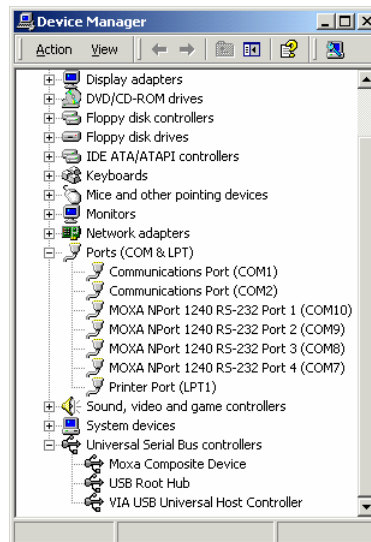 Device Manager
Action View
Display adapters
DVD/CD-ROM drives
Floppy disk controllers
Floppy disk drives
IDE ATA/ATAPI controllers
Keyboards
Mice and other pointing devices
Monitors
Network adapters
Ports (COM & LPT)
Communications Port (COM1)
Communications Port (COM2)
MOXA NPort 1240 RS-232 Port 1 (COM10)
MOXA NPort 1240 RS-232 Port 2 (COM9)
MOXA NPort 1240 RS-232 Port 3 (COM8)
MOXA NPort 1240 RS-232 Port 4 (COM7)
Printer Port (LPT1)
Sound, video and game controllers
System devices
Universal Serial Bus controllers
Moxa Composite Device
USB Root Hub
VIA USB Universal Host Controller